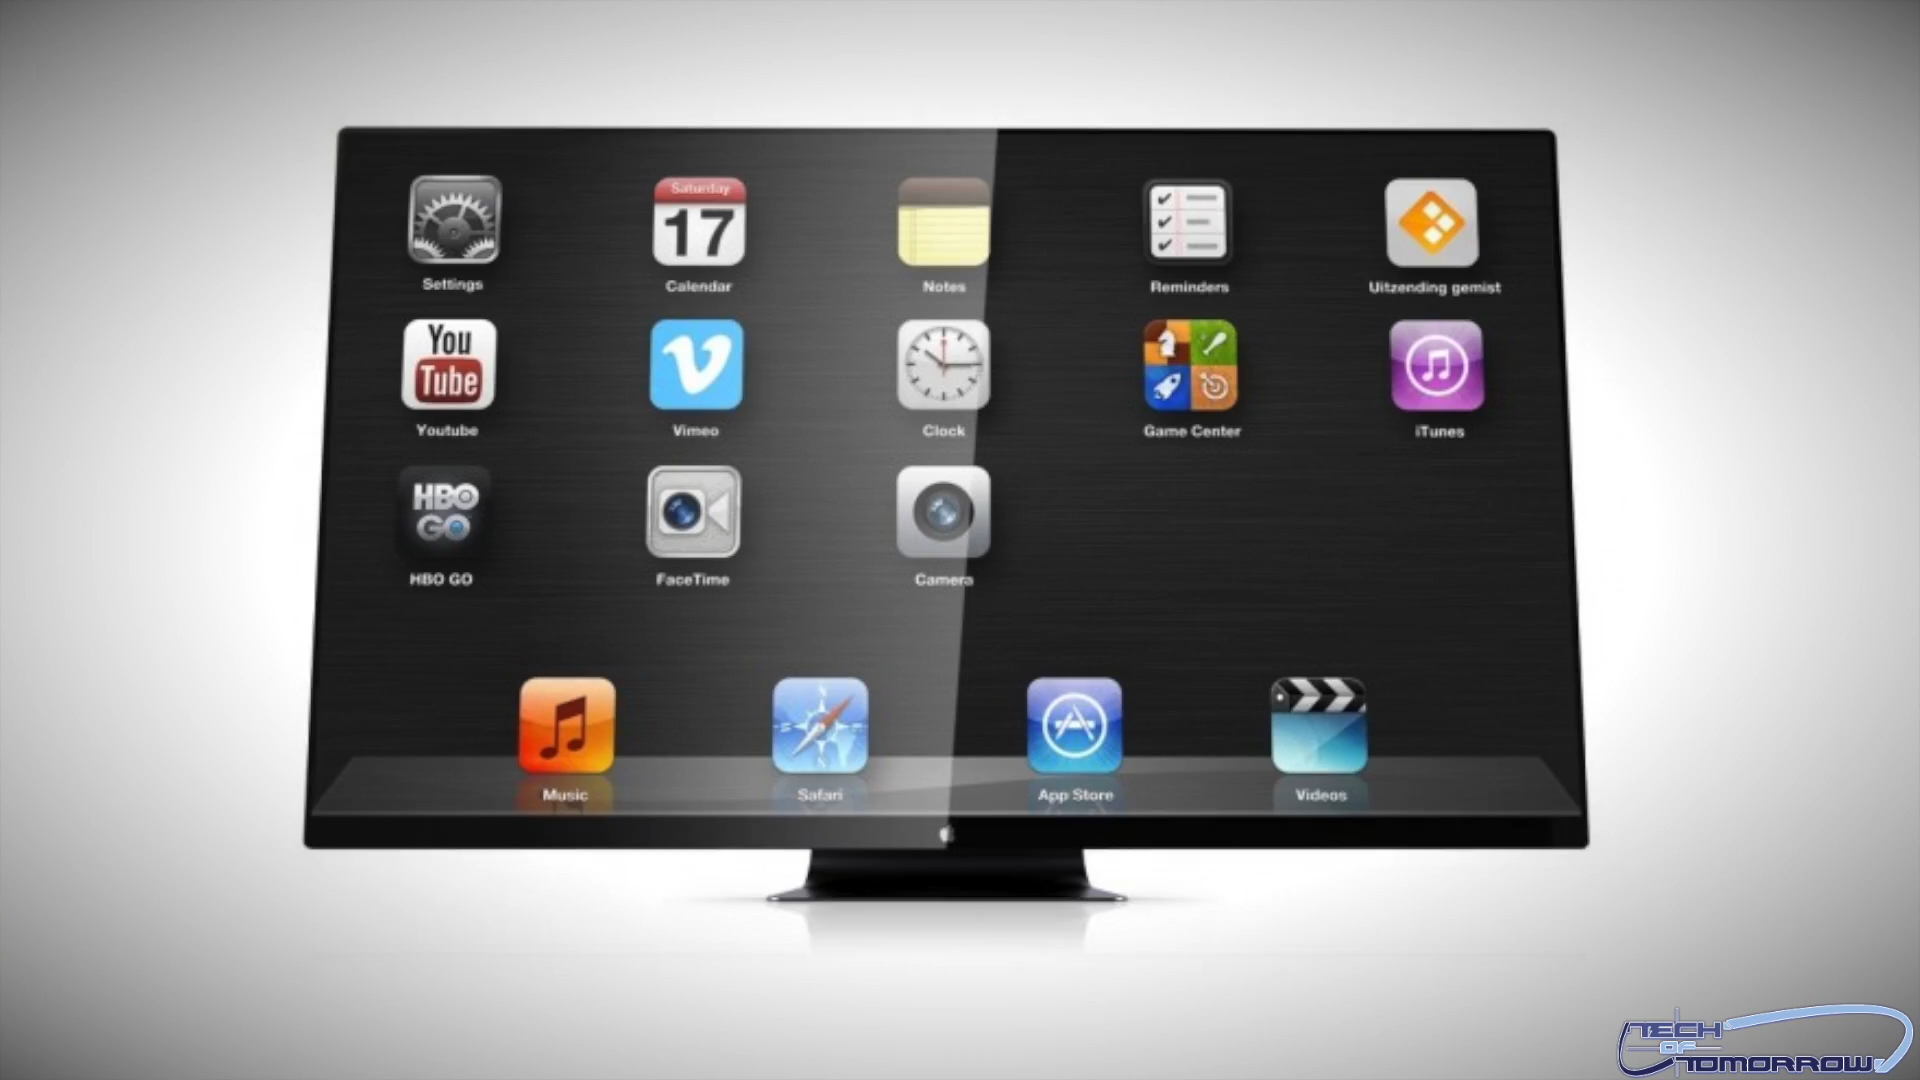 Saturday
17
Settings
Calendar
Notes
Reminders
Uitzending gemist
You
Tube
Youtube
Vimeo
Clock
Game Center
iTunes
HBO
GO
HBO GO
FaceTime
Camera
Music
Safari
App Store
Videos
TECH
OF
TOMORROW